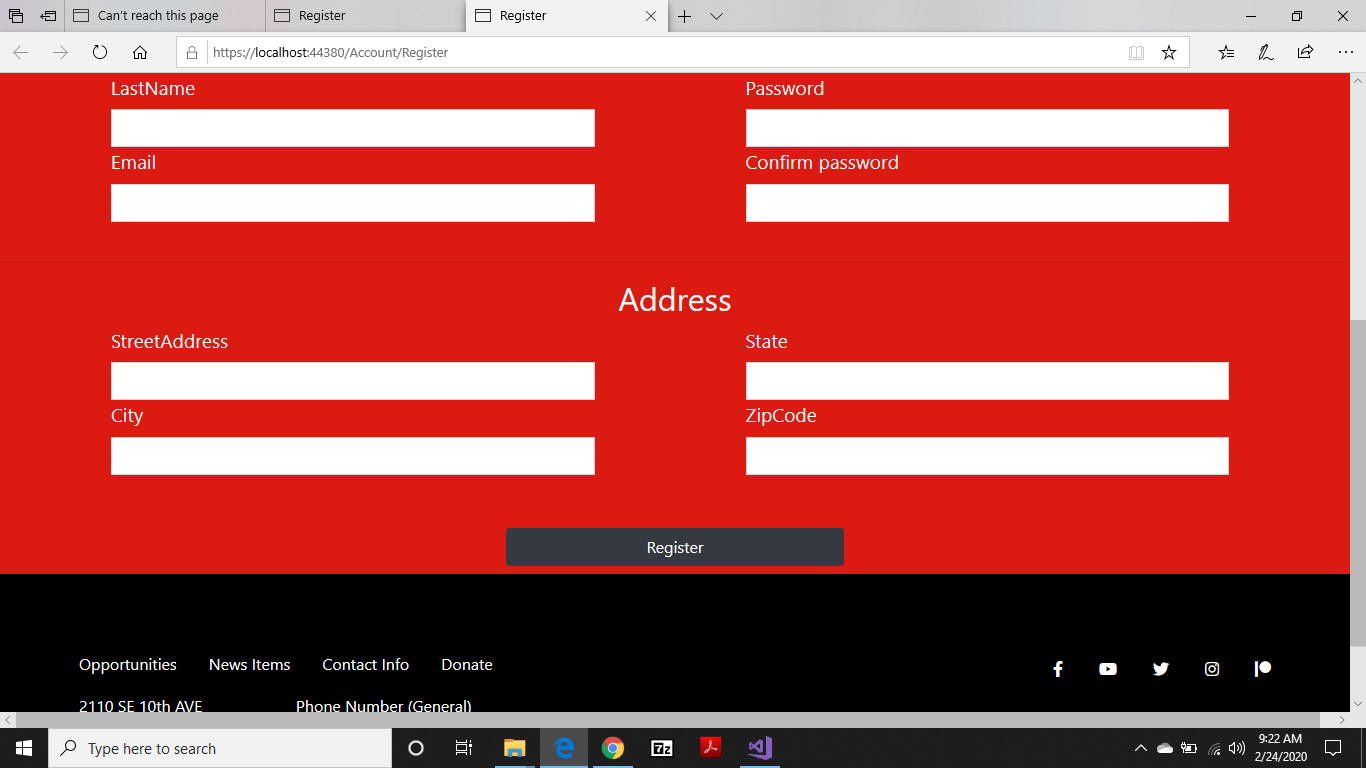 Can't reach this page Register Register
https://localhost:44380/Account/Register
LastName Password
Email Confirm password
Address
StreetAddress State
City ZipCode
Register
Opportunities News Items Contact Info Donate
2110 SE 10th AVE Phone Number (General)
Type here to search 7z 9:22 AM
2/24/2020